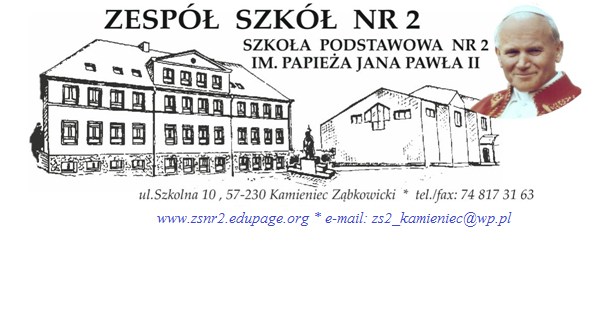 ZESPÓŁ SZKÓŁ NR 2
SZKOŁA PODSTAWOWA NR 2
IM. PAPIEŻA JANA PAWŁA II
ul.Szkolna 10 , 57-230 Kamieniec Ząbkowicki * tel./fax: 74 817 31 63
www.zsnr2.edupage.org * e-mail: zs2_kamieniec@wp.pl